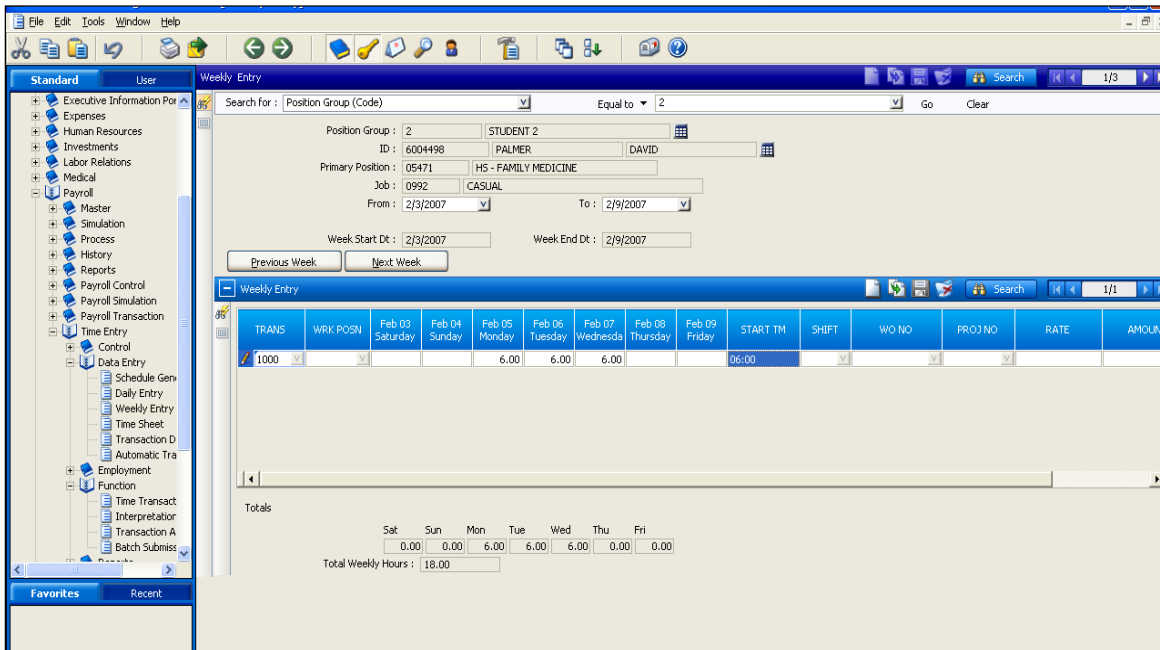 File Edit Tools Window Help
Standard User
Executive Information Por
Expenses
Human Resources
Investments
Labor Relations
Medical
Payroll
Master
Simulation
Process
History
Reports
Payroll Control
Payroll Simulation
Payroll Transaction
Time Entry
Control
Data Entry
Schedule Gen
Daily Entry
Weekly Entry
Time Sheet
Transaction D
Automatic Tra
Employment
Function
Time Transact
Interpretation
Transaction A
Batch Submiss
Favorites Recent
Weekly Entry Search 1/3
Search for : Position Group (Code) Equal to 2 Go Clear
Position Group : 2 STUDENT 2
ID : 6004498 PALMER DAVID
Primary Position : 05471 HS - FAMILY MEDICINE
Job : 0992 CASUAL
From : 2/3/2007 To : 2/9/2007
Week Start Dt : 2/3/2007 Week End Dt : 2/9/2007
Previous Week Next Week
Weekly Entry Search 1/1
TRANS WRK POSN Feb 03 Saturday Feb 04 Sunday Feb 05 Monday Feb 06 Tuesday Feb 07 Wednesda Feb 08 Thursday Feb 09 Friday START TM SHIFT WO NO PROJ NO RATE AMOUN
1000 6.00 6.00 6.00 06:00
Totals
Sat Sun Mon Tue Wed Thu Fri
0.00 0.00 6.00 6.00 6.00 0.00 0.00
Total Weekly Hours : 18.00